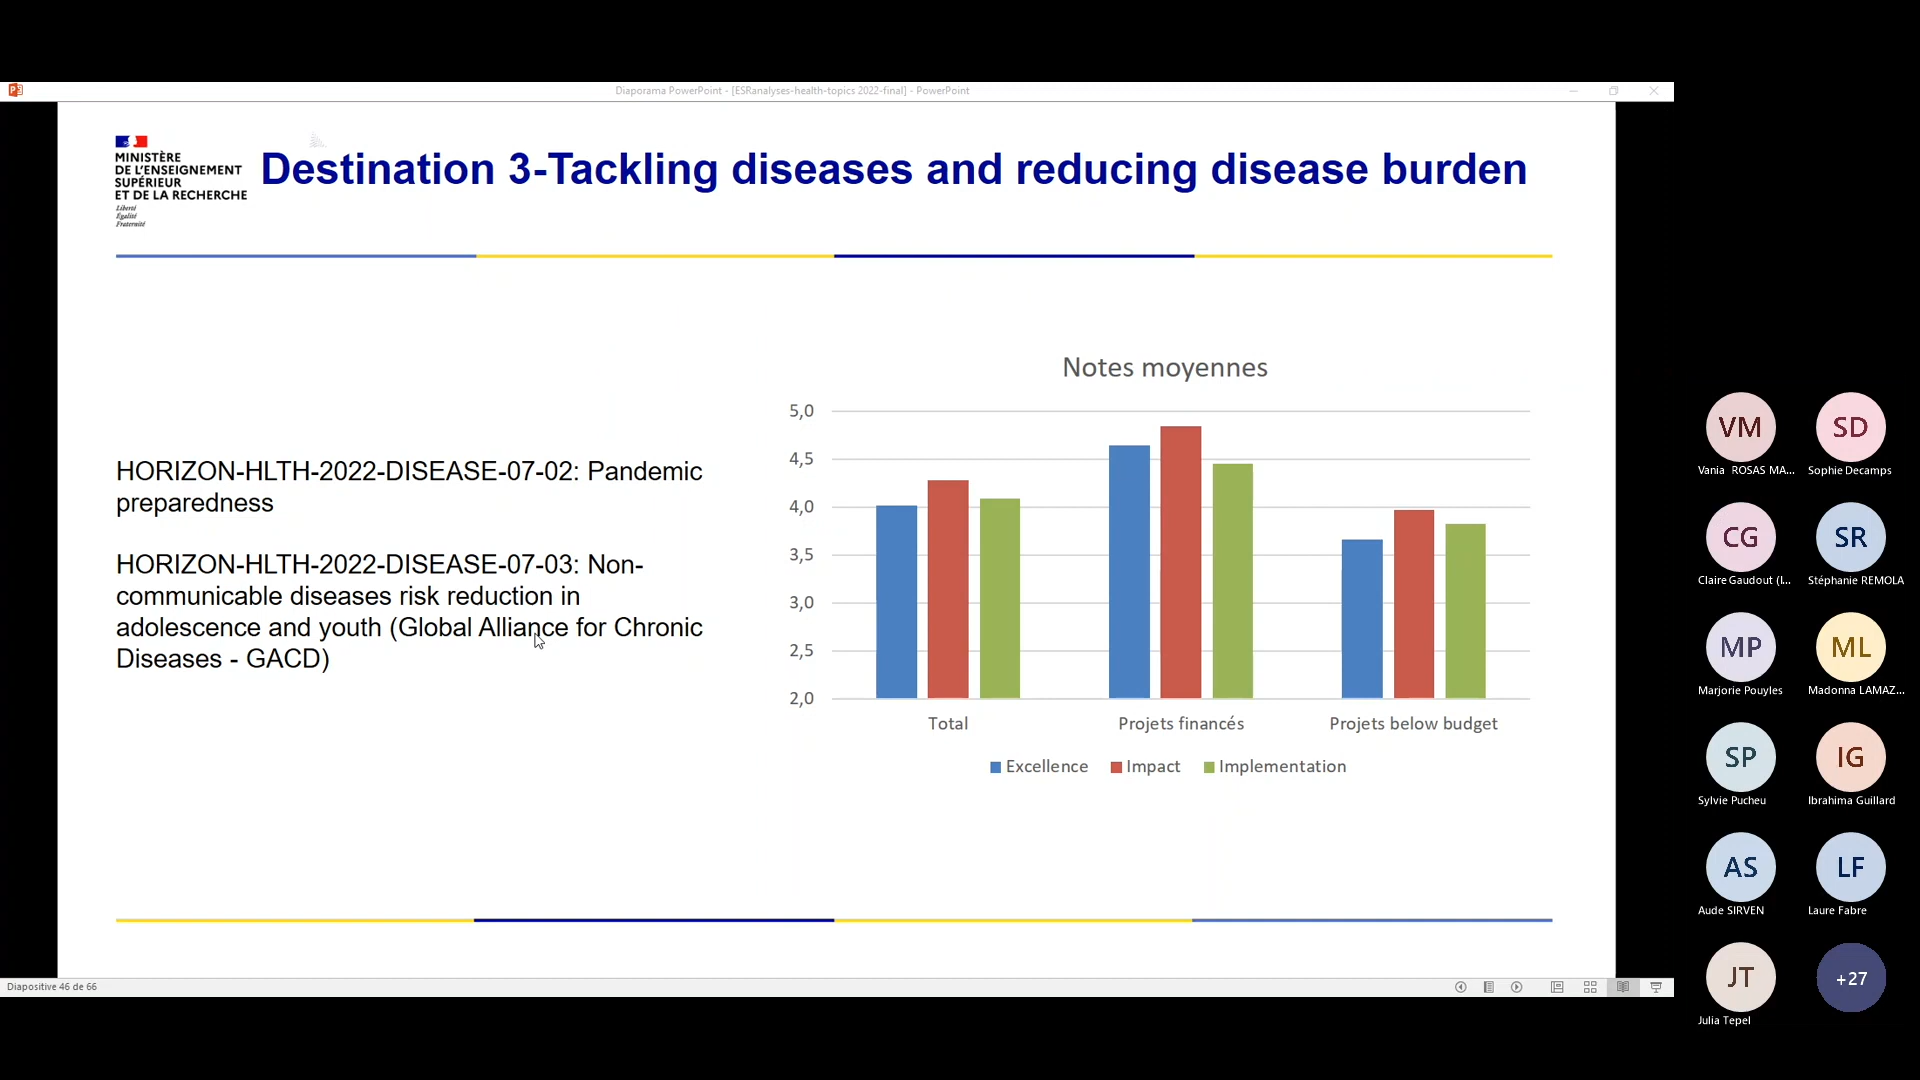 Diaporama PowerPoint - [ESRanalyses-health-topics 2022-final] - PowerPoint
MINISTÈRE
DE L'ENSEIGNEMENT
SUPÉRIEUR
ET DE LA RECHERCHE
Liberté
Égalité
Fraternité
Destination 3-Tackling diseases and reducing disease burden
HORIZON-HLTH-2022-DISEASE-07-02: Pandemic
preparedness
HORIZON-HLTH-2022-DISEASE-07-03: Non-
communicable diseases risk reduction in
adolescence and youth (Global Alliance for Chronic
Diseases - GACD)
Notes moyennes
5,0
4,5
4,0
3,5
3,0
2,5
2,0
Total Projets financés Projets below budget
Excellence Impact Implementation
VM SD
Vania ROSAS MA... Sophie Decamps
CG SR
Claire Gaudout (I... Stéphanie REMOLA
MP ML
Marjorie Pouyles Madonna LAMAZ...
SP IG
Sylvie Pucheu Ibrahima Guillard
AS LF
Aude SIRVEN Laure Fabre
JT +27
Julia Tepel
Diapositive 46 de 66